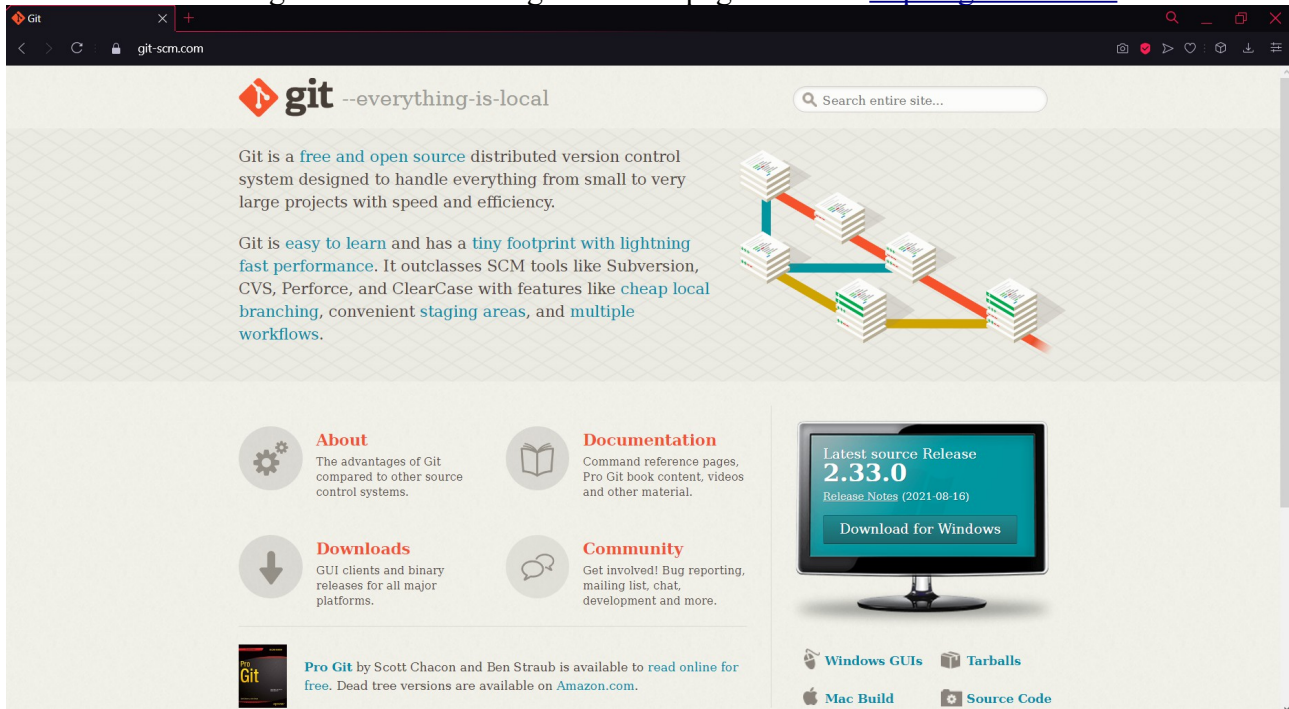 Git
git-scm.com
git --everything-is-local
Search entire site...
Git is a free and open source distributed version control
system designed to handle everything from small to very
large projects with speed and efficiency.
Git is easy to learn and has a tiny footprint with lightning
fast performance. It outclasses SCM tools like Subversion,
CVS, Perforce, and ClearCase with features like cheap local
branching, convenient staging areas, and multiple
workflows.
About
The advantages of Git
compared to other source
control systems.
Documentation
Command reference pages,
Pro Git book content, videos
and other material.
Downloads
GUI clients and binary
releases for all major
platforms.
Community
Get involved! Bug reporting,
mailing list, chat,
development and more.
Pro
Git
Pro Git by Scott Chacon and Ben Straub is available to read online for
free. Dead tree versions are available on Amazon.com.
Latest source Release
2.33.0
Release Notes (2021-08-16)
Download for Windows
Windows GUIs
Tarballs
Mac Build
Source Code